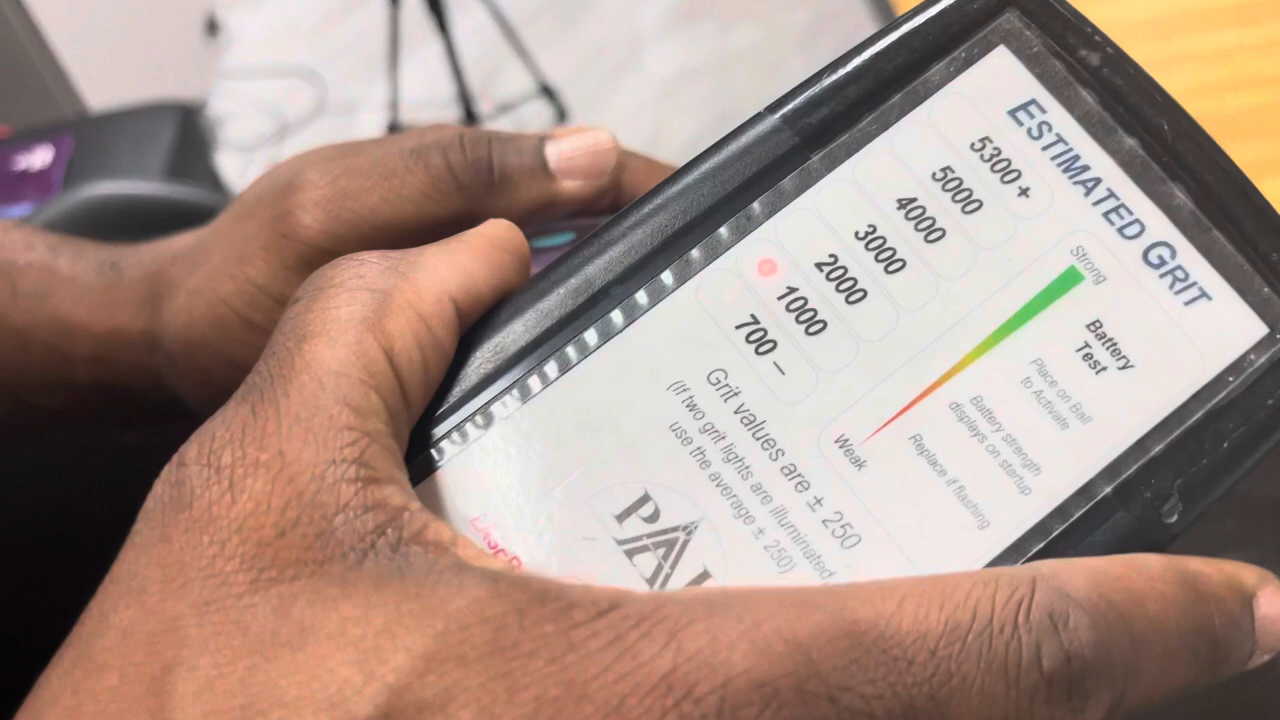 ESTIMATED GRIT
5300 +
5000
4000
3000
2000
1000
700 –
Strong
Weak
Battery
Test
Place on Ball
to Activate
Battery strength
displays on startup
Replace if flashing
Grit values are ± 250
(If two grit lights are illuminated
use the average ± 250)